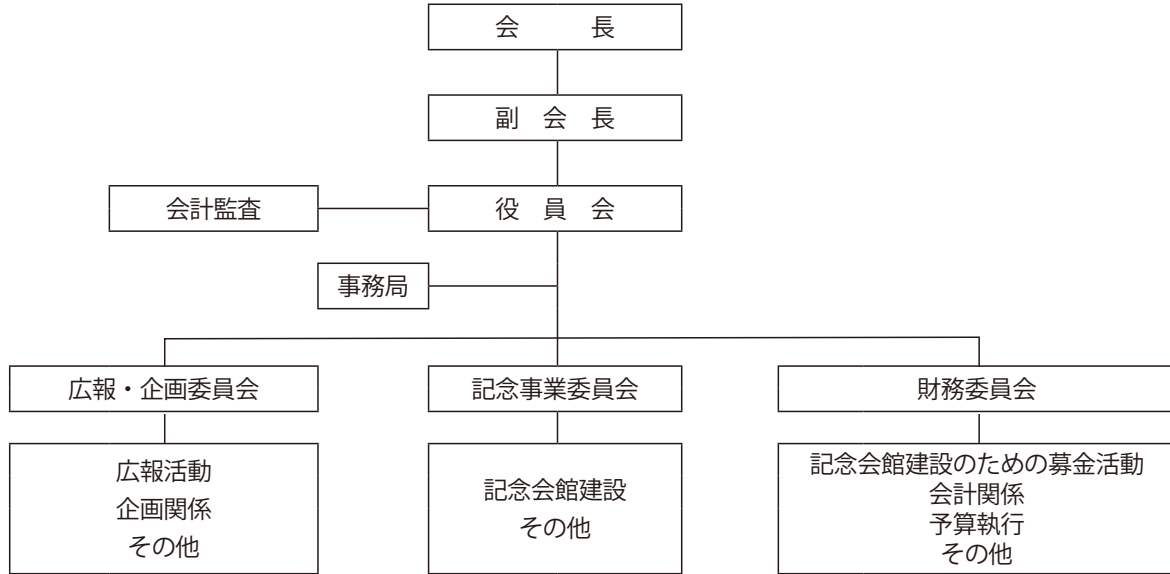 会　　　長
副　会　長
会計監査
役　員　会
事務局
広報・企画委員会
記念事業委員会
財務委員会
広報活動
企画関係
その他
記念会館建設
その他
記念会館建設のための募金活動
会計関係
予算執行
その他